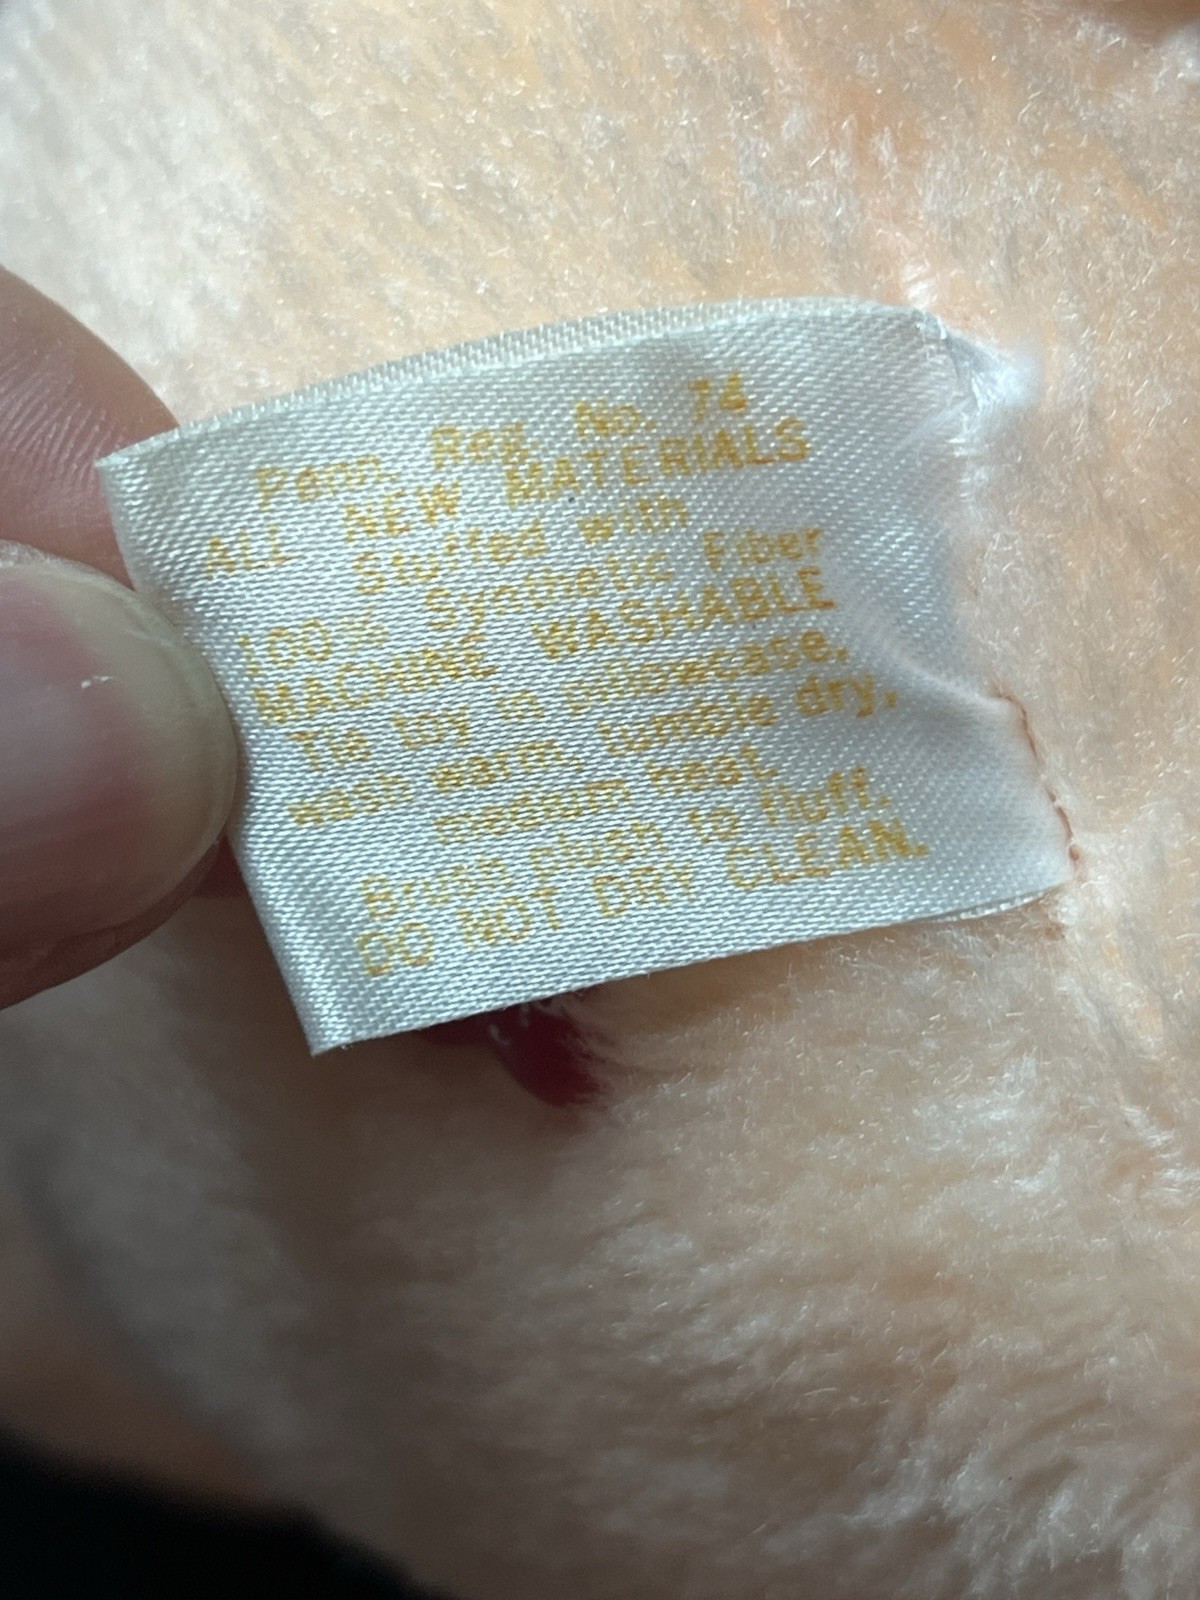 Penn. Reg. No. 74
ALL NEW MATERIALS
Stuffed with
100% Synthetic Fiber
MACHINE WASHABLE
Tie toy in pillowcase,
wash warm, tumble dry,
medium heat.
Brush plush to fluff.
DO NOT DRY CLEAN.